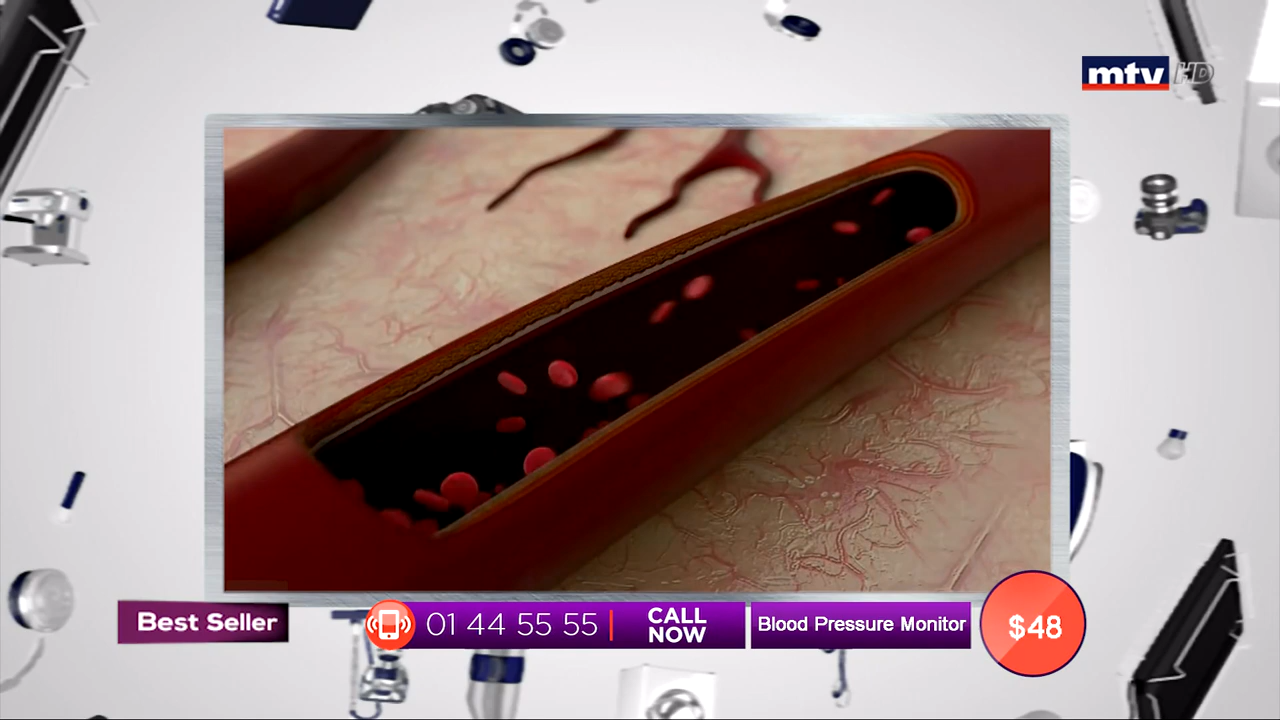 mtv HD
Best Seller
01 44 55 55
CALL
NOW
Blood Pressure Monitor
$48